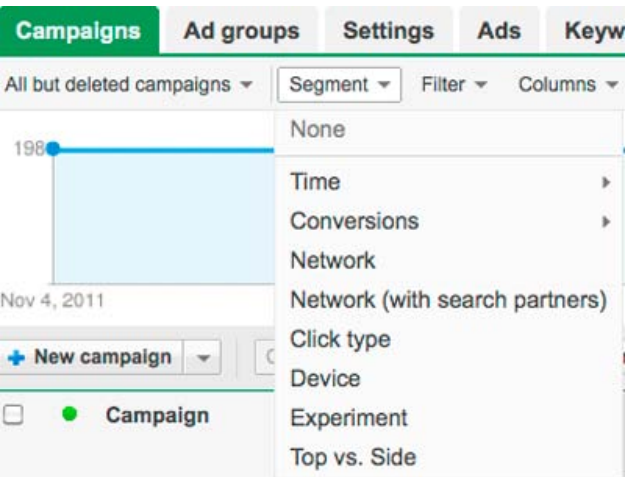 Campaigns Ad groups Settings Ads Keyw
All but deleted campaigns Segment Filter Columns
None
198
Time
Conversions
Network
Nov 4, 2011
Network (with search partners)
Click type
New campaign
Device
Campaign
Experiment
Top vs. Side